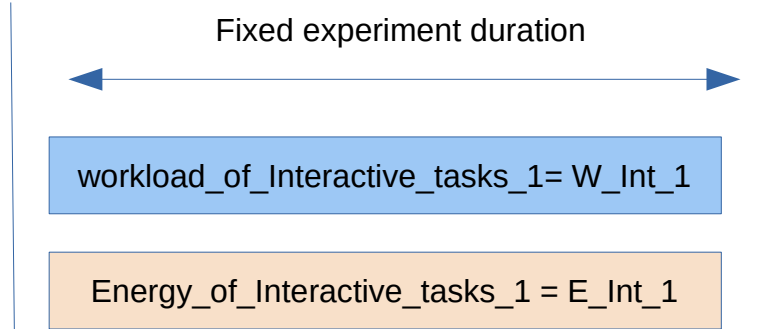 Fixed experiment duration
workload_of_Interactive_tasks_1= W_Int_1
Energy_of_Interactive_tasks_1 = E_Int_1